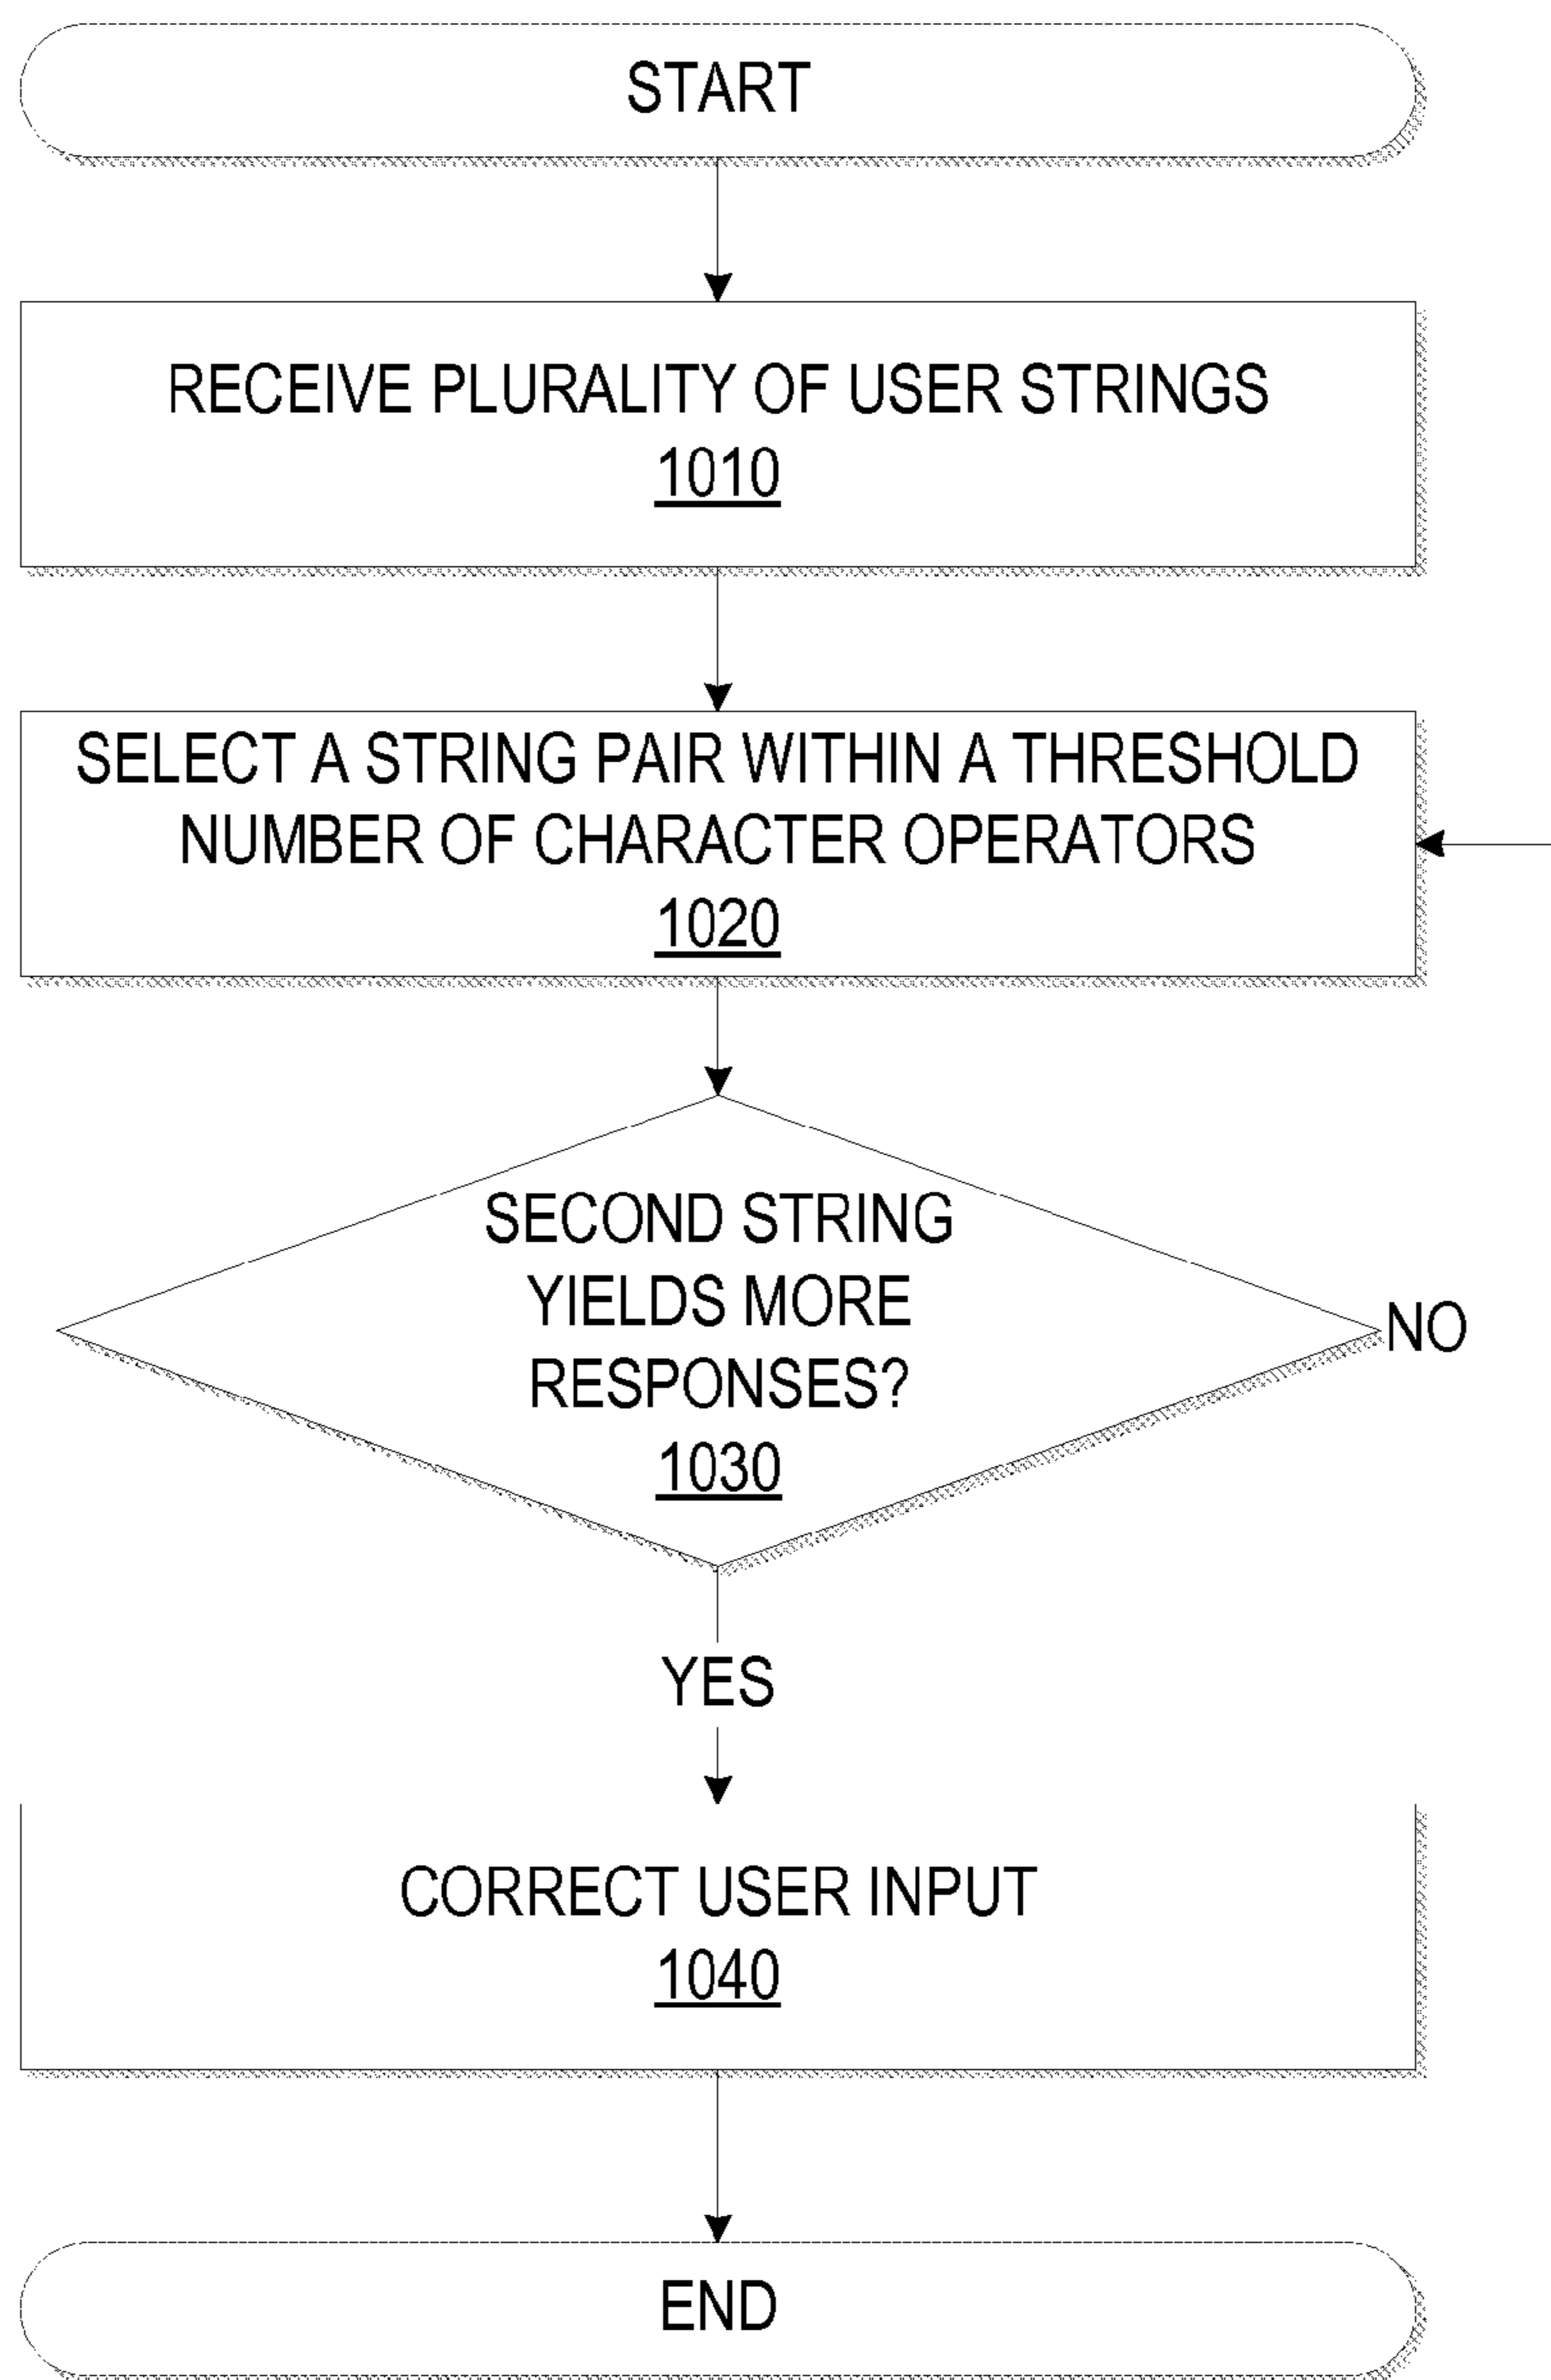 START
RECEIVE PLURALITY OF USER STRINGS
1010
SELECT A STRING PAIR WITHIN A THRESHOLD
NUMBER OF CHARACTER OPERATORS
1020
SECOND STRING
YIELDS MORE
RESPONSES?
1030
NO
YES
CORRECT USER INPUT
1040
END